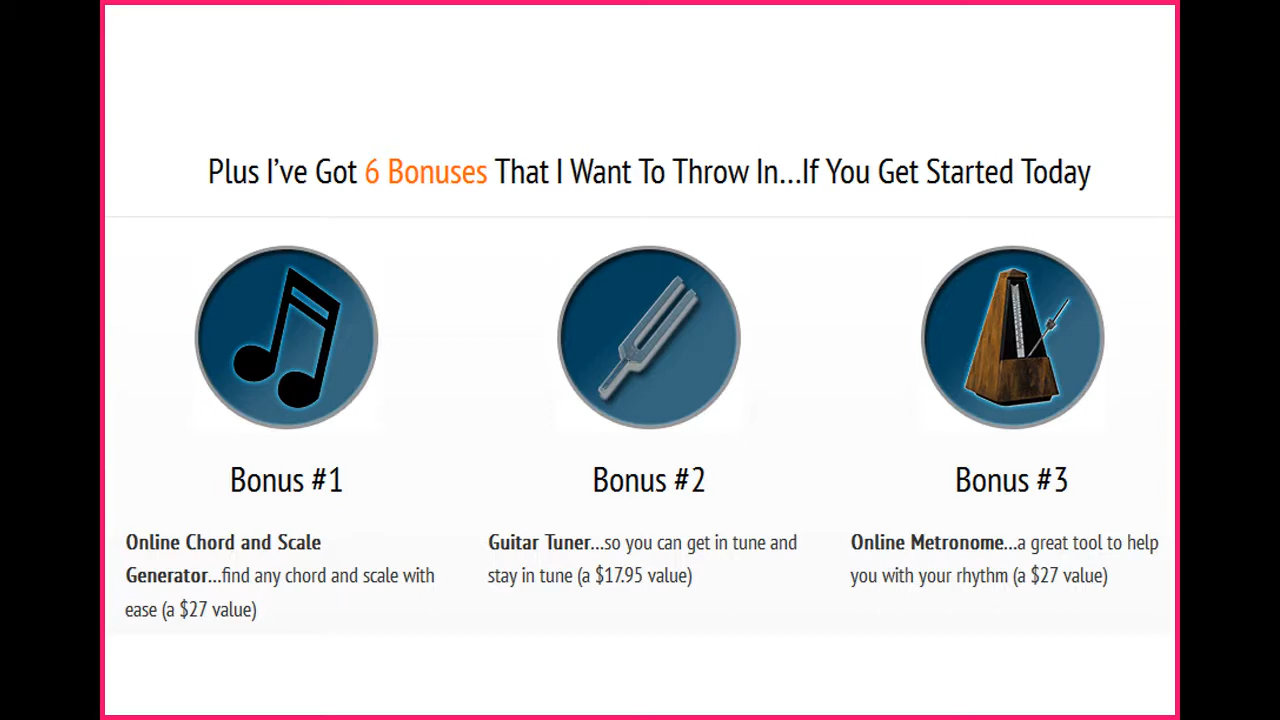 Plus I’ve Got 6 Bonuses That I Want To Throw In...If You Get Started Today
Bonus #1
Online Chord and Scale
Generator...find any chord and scale with
ease (a $27 value)
Bonus #2
Guitar Tuner...so you can get in tune and
stay in tune (a $17.95 value)
Bonus #3
Online Metronome...a great tool to help
you with your rhythm (a $27 value)